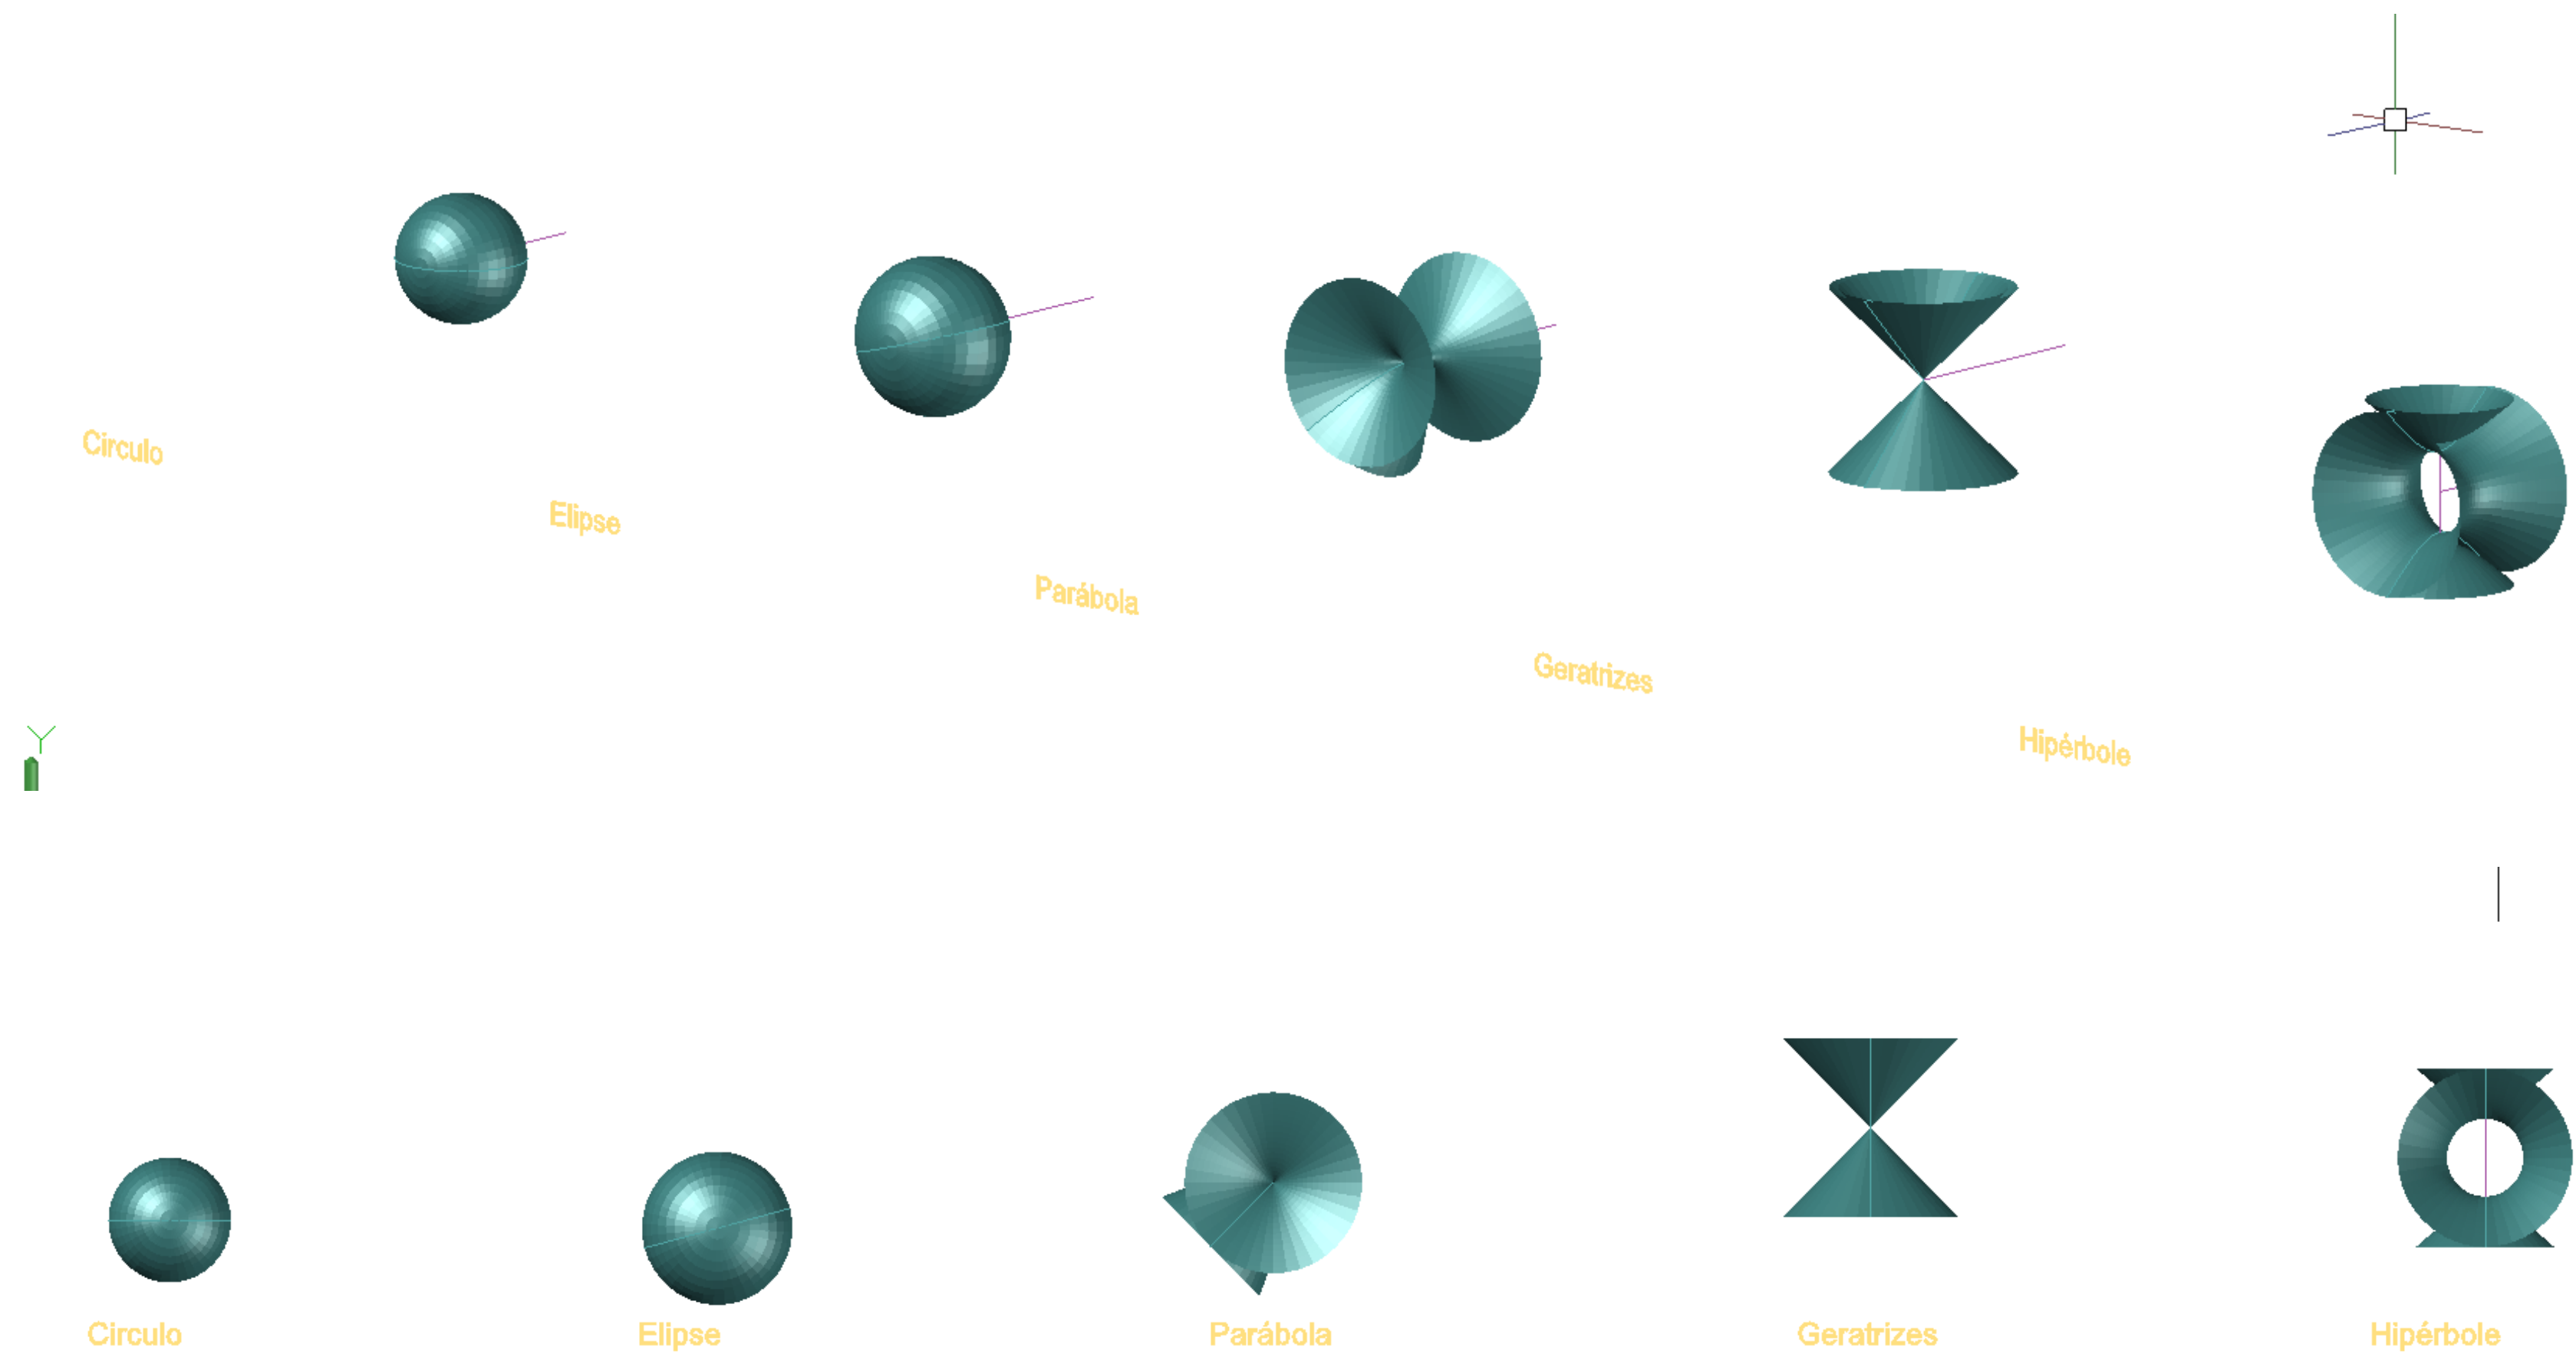 Circulo
Elipse
Parábola
Geratrizes
Hipérbole
Y
Circulo
Elipse
Parábola
Geratrizes
Hipérbole